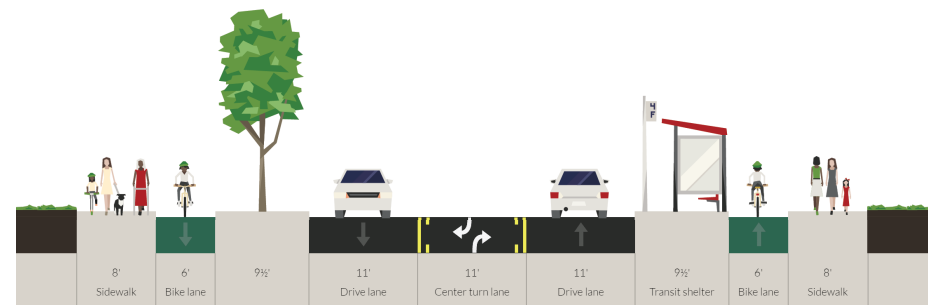 4
F
8'
Sidewalk
6'
Bike lane
9½'
11'
Drive lane
11'
Center turn lane
11'
Drive lane
9½'
Transit shelter
6'
Bike lane
8'
Sidewalk